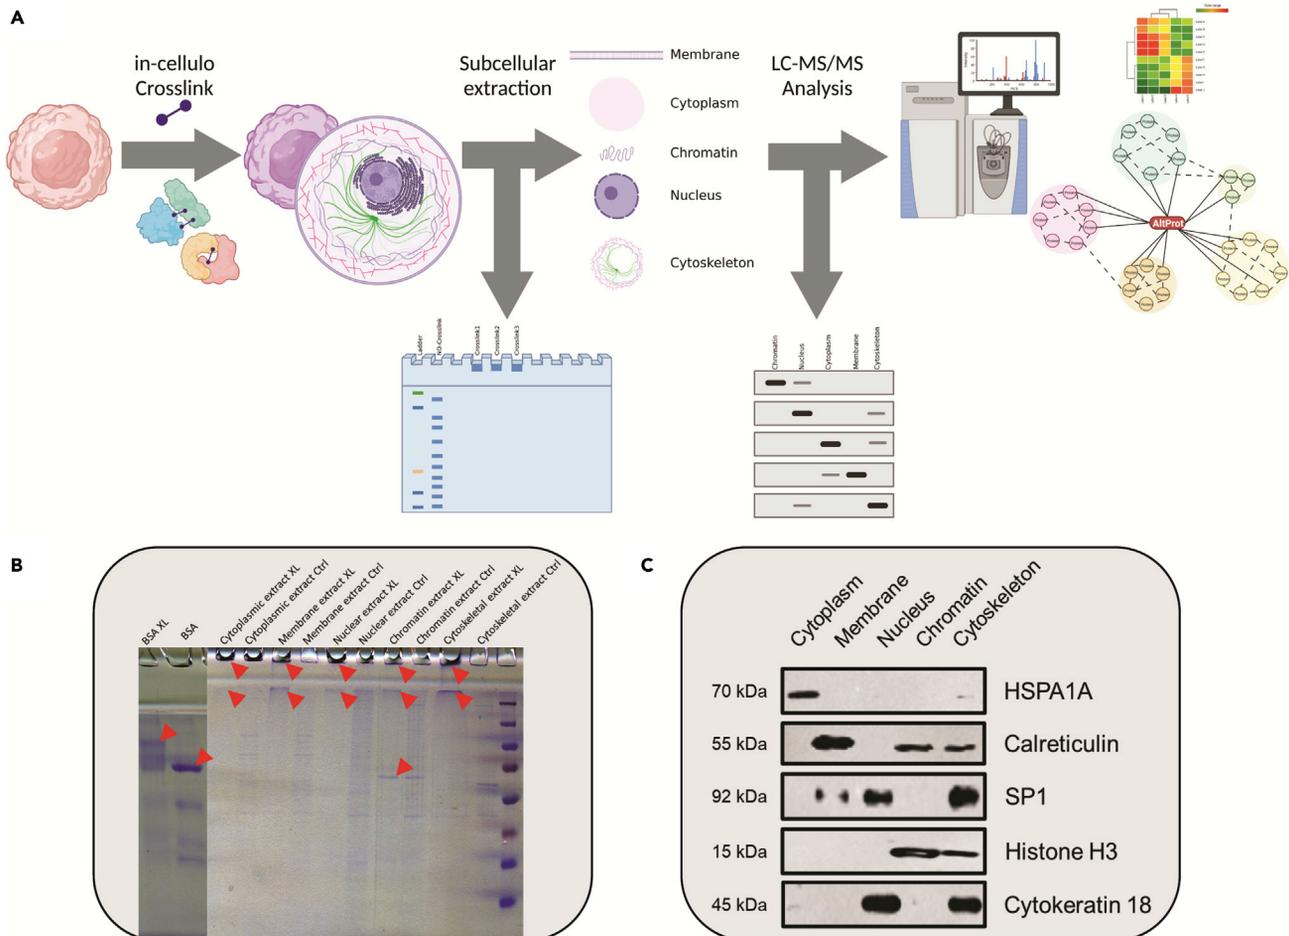 A
in-cellulo
Crosslink
Subcellular
extraction
Membrane
Cytoplasm
Chromatin
Nucleus
Cytoskeleton
LC-MS/MS
Analysis
AltProt
Ladder
NO-Crosslink
Crosslink1
Crosslink2
Crosslink3
Chromatin
Nucleus
Cytoplasm
Membrane
Cytoskeleton
B
BSA XL
BSA
Cytoplasmic extract XL
Cytoplasmic extract Ctrl
Membrane extract XL
Membrane extract Ctrl
Nuclear extract XL
Nuclear extract Ctrl
Chromatin extract XL
Chromatin extract Ctrl
Cytoskeletal extract XL
Cytoskeletal extract Ctrl
C
Cytoplasm
Membrane
Nucleus
Chromatin
Cytoskeleton
70 kDa
HSPA1A
55 kDa
Calreticulin
92 kDa
SP1
15 kDa
Histone H3
45 kDa
Cytokeratin 18